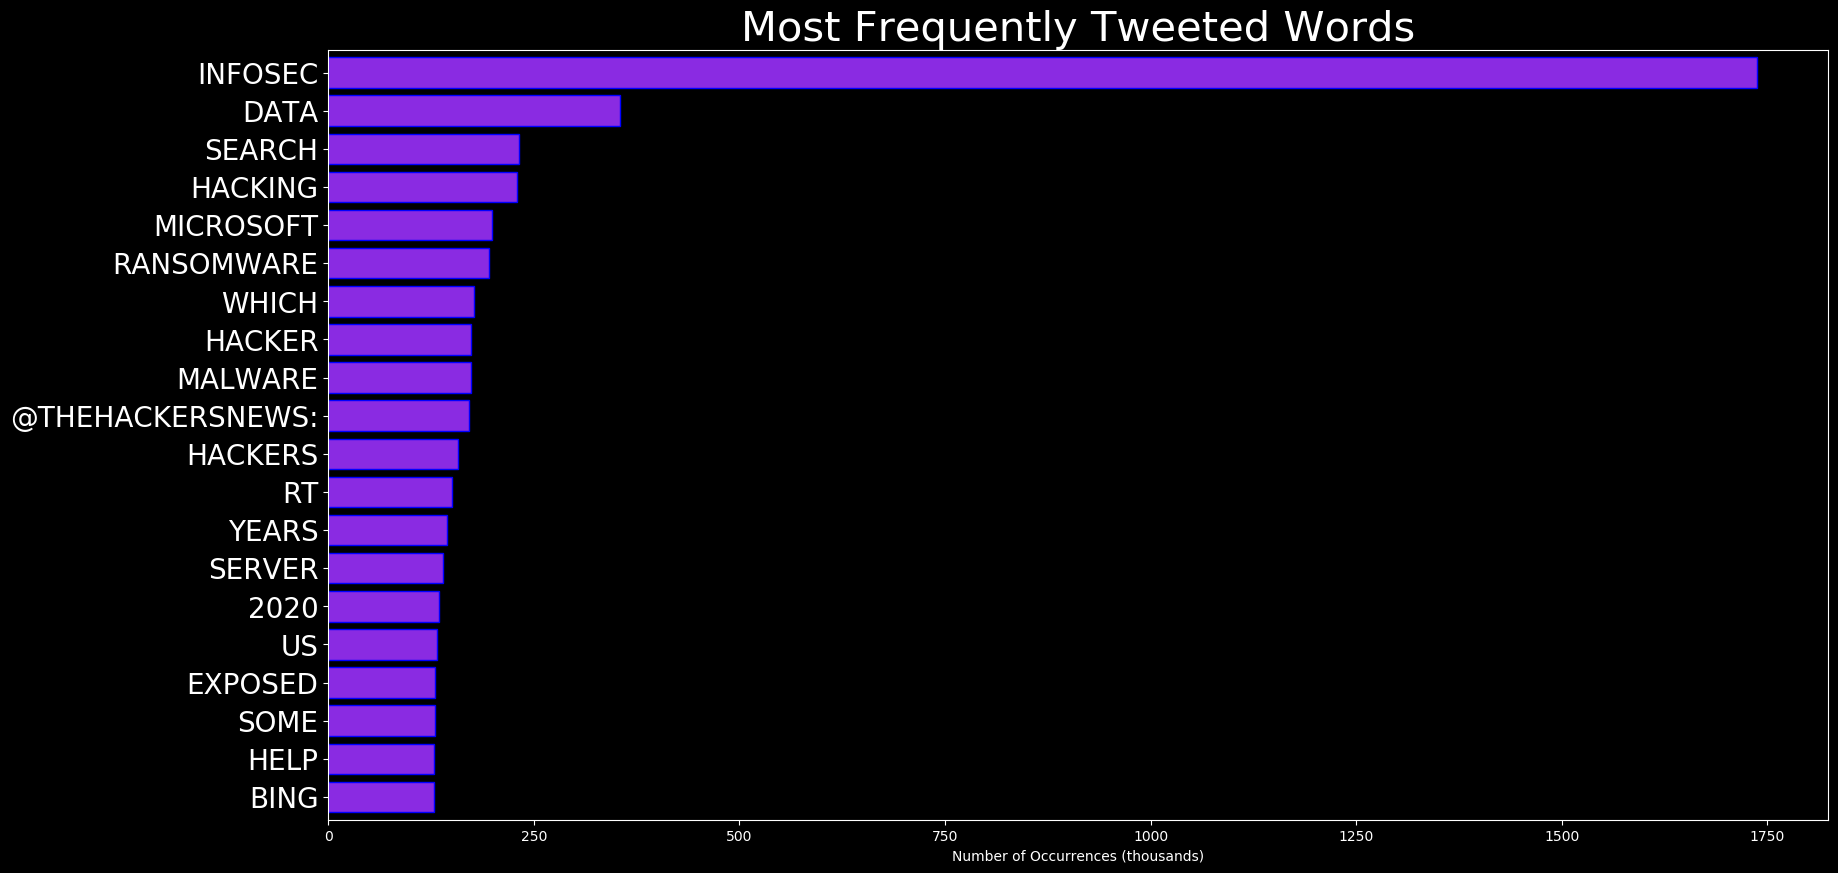 Most Frequently Tweeted Words
INFOSEC
DATA
SEARCH
HACKING
MICROSOFT
RANSOMWARE
WHICH
HACKER
MALWARE
@THEHACKERSNEWS:
HACKERS
RT
YEARS
SERVER
2020
US
EXPOSED
SOME
HELP
BING
0 250 500 750 1000 1250 1500 1750
Number of Occurrences (thousands)